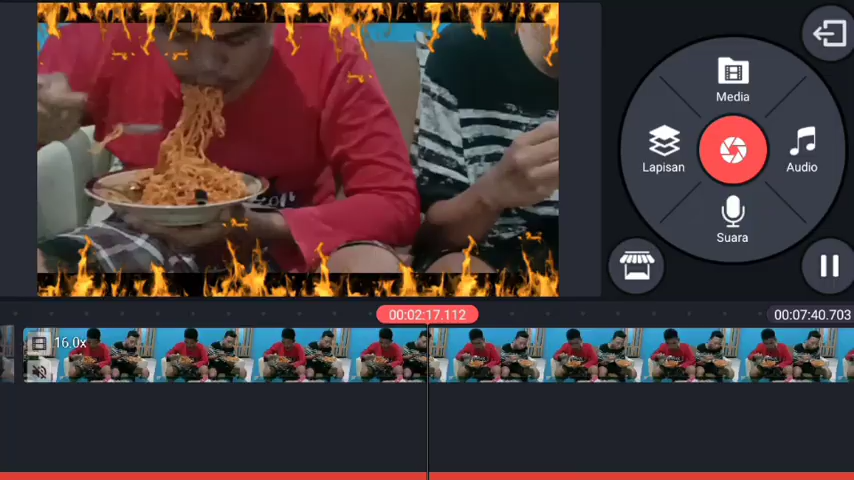 Media
Lapisan
Audio
Suara
00:02:17.112
00:07:40.703
16.0x